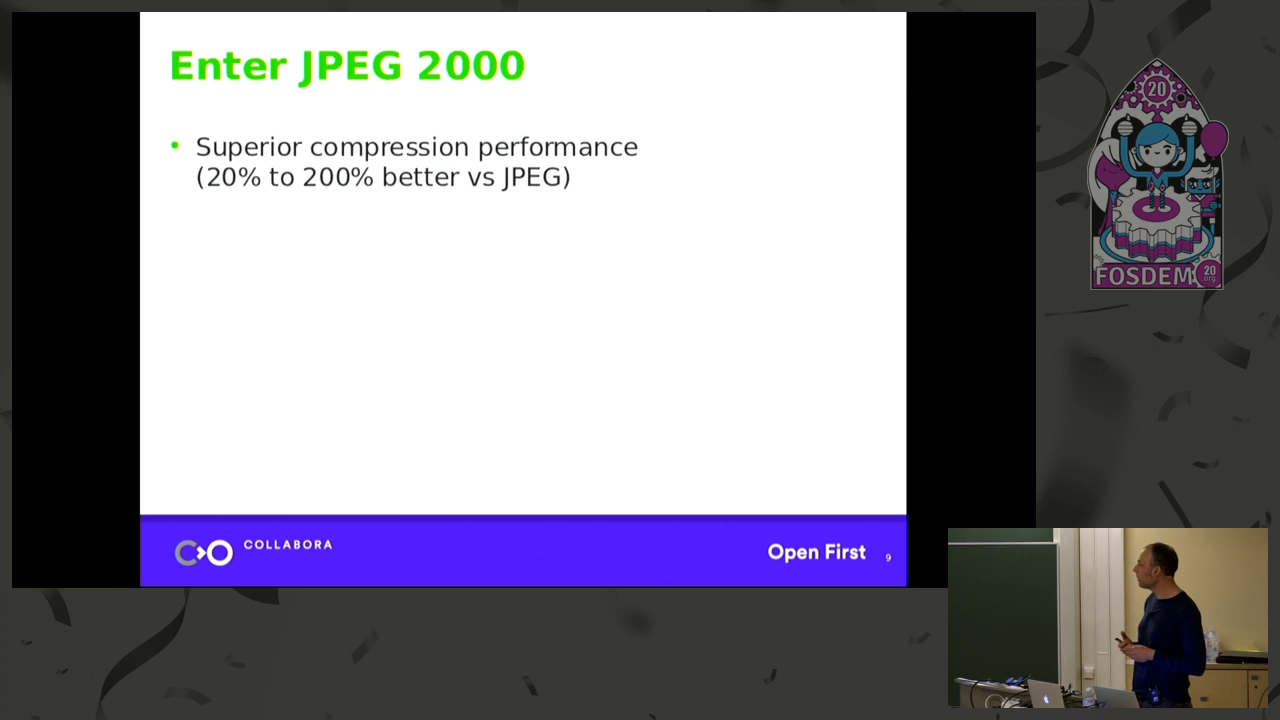 Enter JPEG 2000
• Superior compression performance
(20% to 200% better vs JPEG)
COLLABORA
Open First
9
20
FOSDEM
20
.org